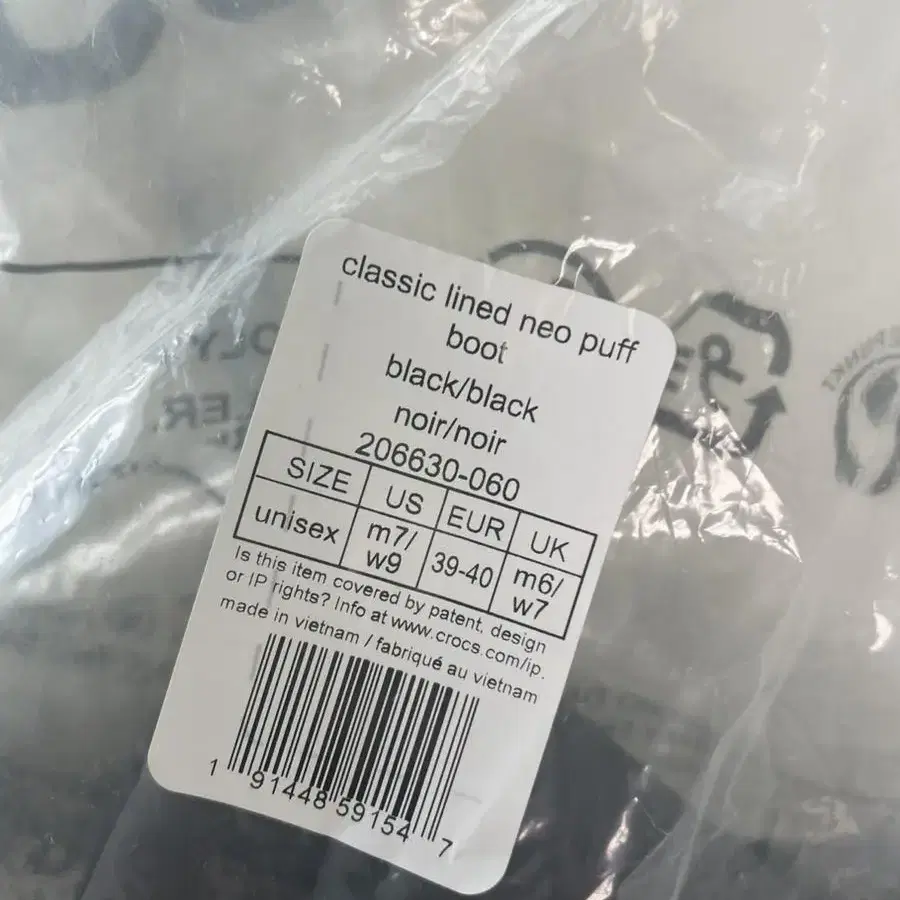 classic lined neo puff
boot
black/black
noir/noir
206630-060
SIZE US EUR UK
unisex m7/ w9 39-40 m6/ w7
Is this item covered by patent, design
or IP rights? Info at www.crocs.com/ip.
made in vietnam / fabriqué au vietnam
1 91448 59154 7